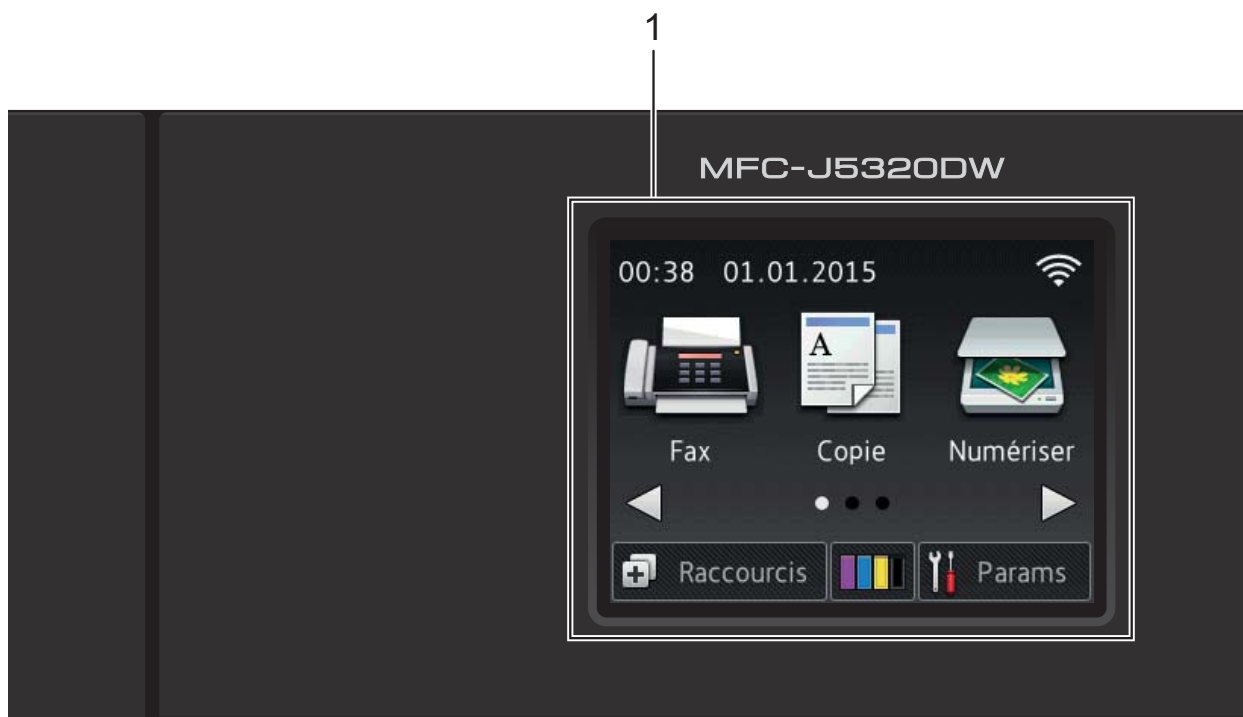 1
MFC-J5320DW
00:38 01.01.2015
A
Fax Copie Numériser
Raccourcis Params